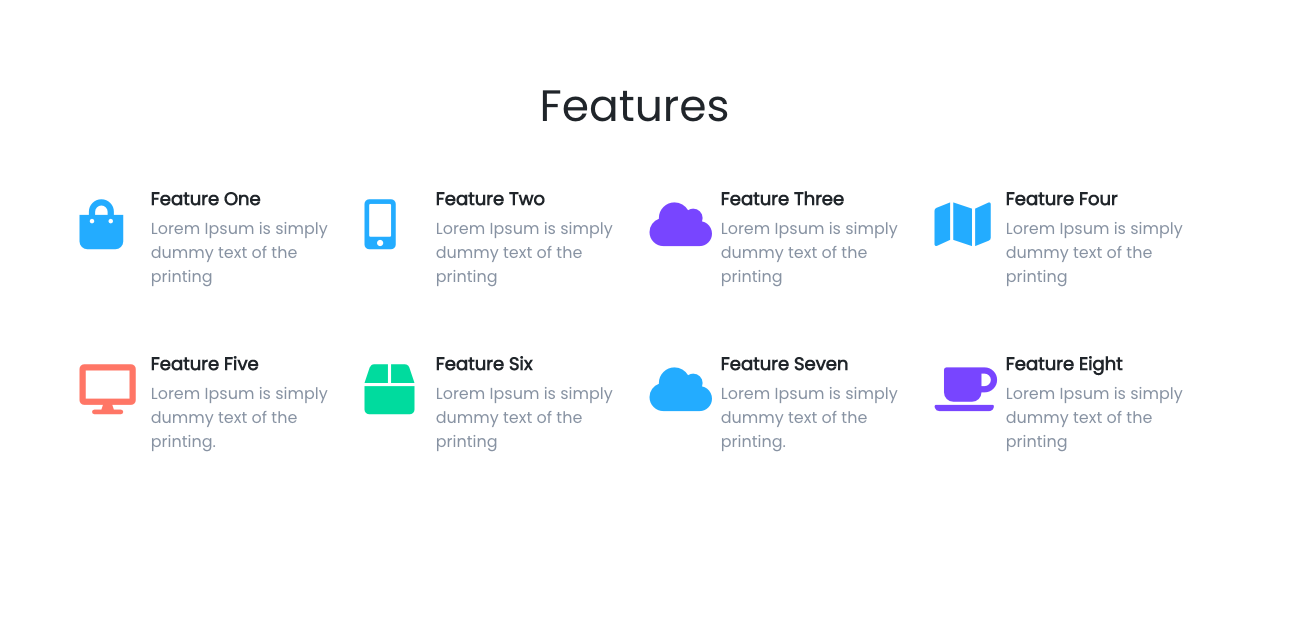 Features
Feature One
Lorem Ipsum is simply
dummy text of the
printing
Feature Two
Lorem Ipsum is simply
dummy text of the
printing
Feature Three
Lorem Ipsum is simply
dummy text of the
printing
Feature Four
Lorem Ipsum is simply
dummy text of the
printing
Feature Five
Lorem Ipsum is simply
dummy text of the
printing.
Feature Six
Lorem Ipsum is simply
dummy text of the
printing
Feature Seven
Lorem Ipsum is simply
dummy text of the
printing.
Feature Eight
Lorem Ipsum is simply
dummy text of the
printing